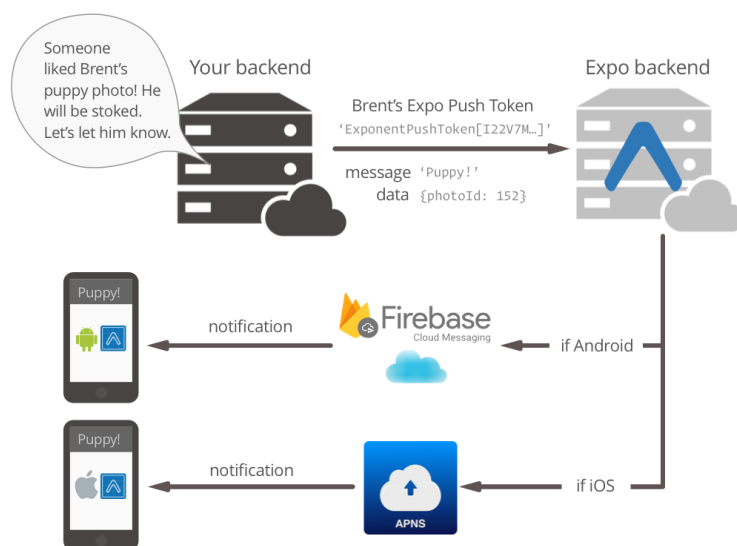 Someone
liked Brent's
puppy photo! He
will be stoked.
Let's let him know.
Your backend
Expo backend
Brent's Expo Push Token
‘ExponentPushToken[I22V7M…]’
message ‘Puppy!’
data {photoId: 152}
Puppy!
notification
Firebase
Cloud Messaging
if Android
Puppy!
notification
APNS
if iOS